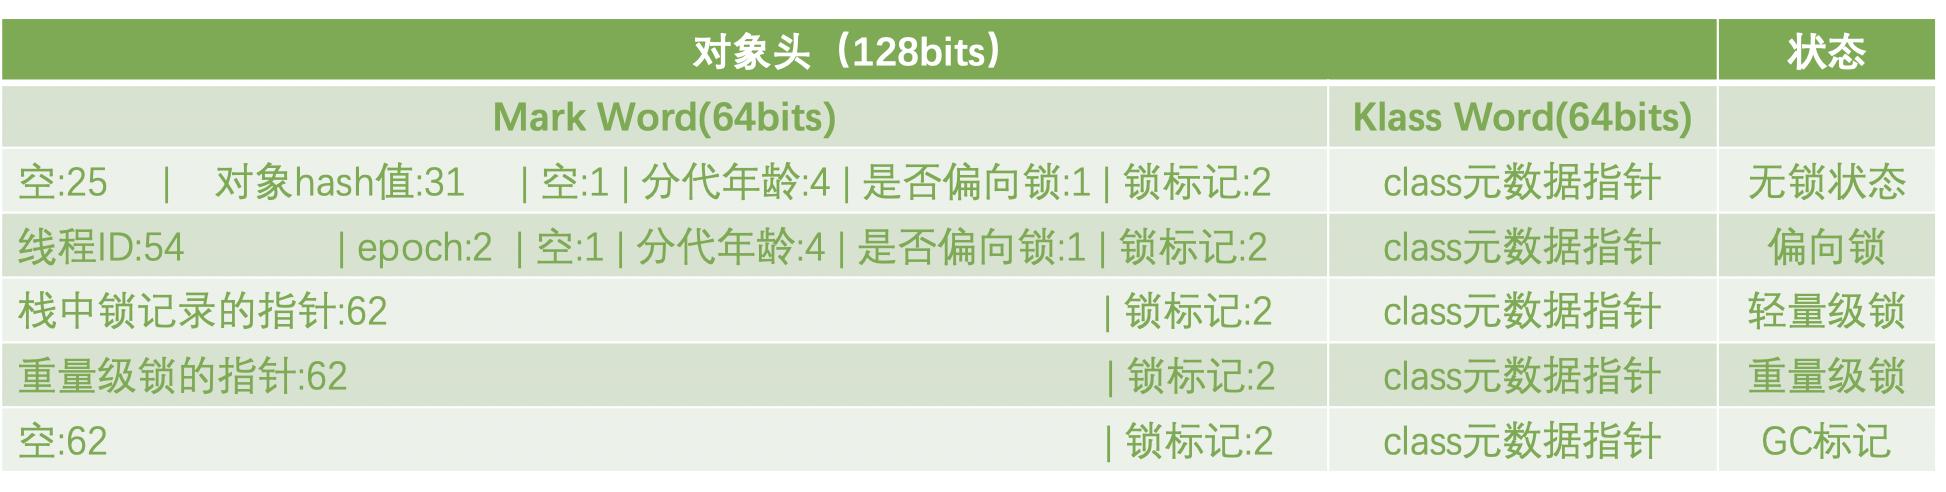 对象头（128bits） 状态
Mark Word(64bits) Klass Word(64bits)
空:25 | 对象hash值:31 | 空:1 | 分代年龄:4 | 是否偏向锁:1 | 锁标记:2 class元数据指针 无锁状态
线程ID:54 | epoch:2 | 空:1 | 分代年龄:4 | 是否偏向锁:1 | 锁标记:2 class元数据指针 偏向锁
栈中锁记录的指针:62 | 锁标记:2 class元数据指针 轻量级锁
重量级锁的指针:62 | 锁标记:2 class元数据指针 重量级锁
空:62 | 锁标记:2 class元数据指针 GC标记